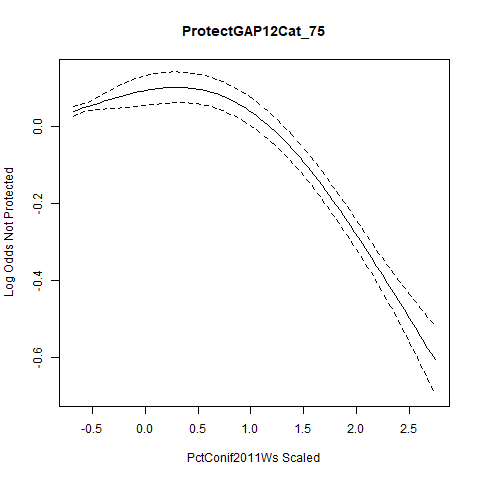 ProtectGAP12Cat_75
Log Odds Not Protected
0.0
-0.2
-0.4
-0.6
-0.5 0.0 0.5 1.0 1.5 2.0 2.5
PctConif2011Ws Scaled